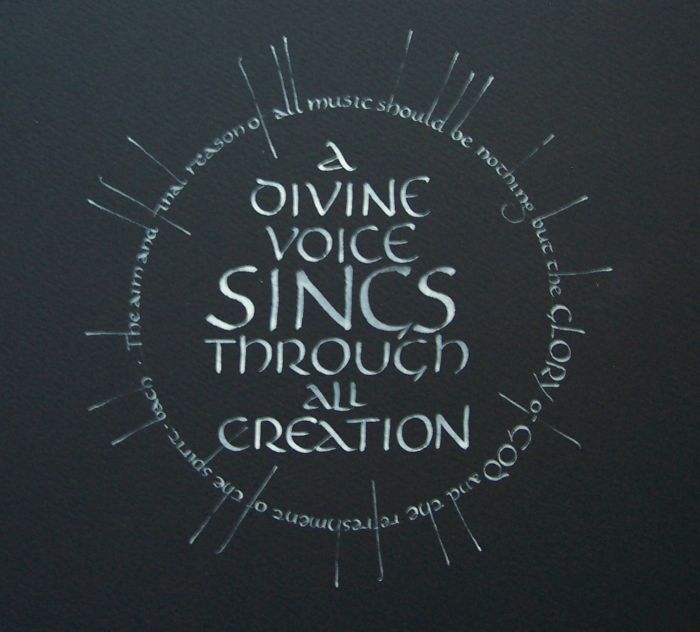 A
DIVINE
VOICE
SINGS
THROUGH
ALL
CREATION
The aim and final reason of all music should be nothing but the GLORY of GOD and the refreshment of the spirit - Bach ·